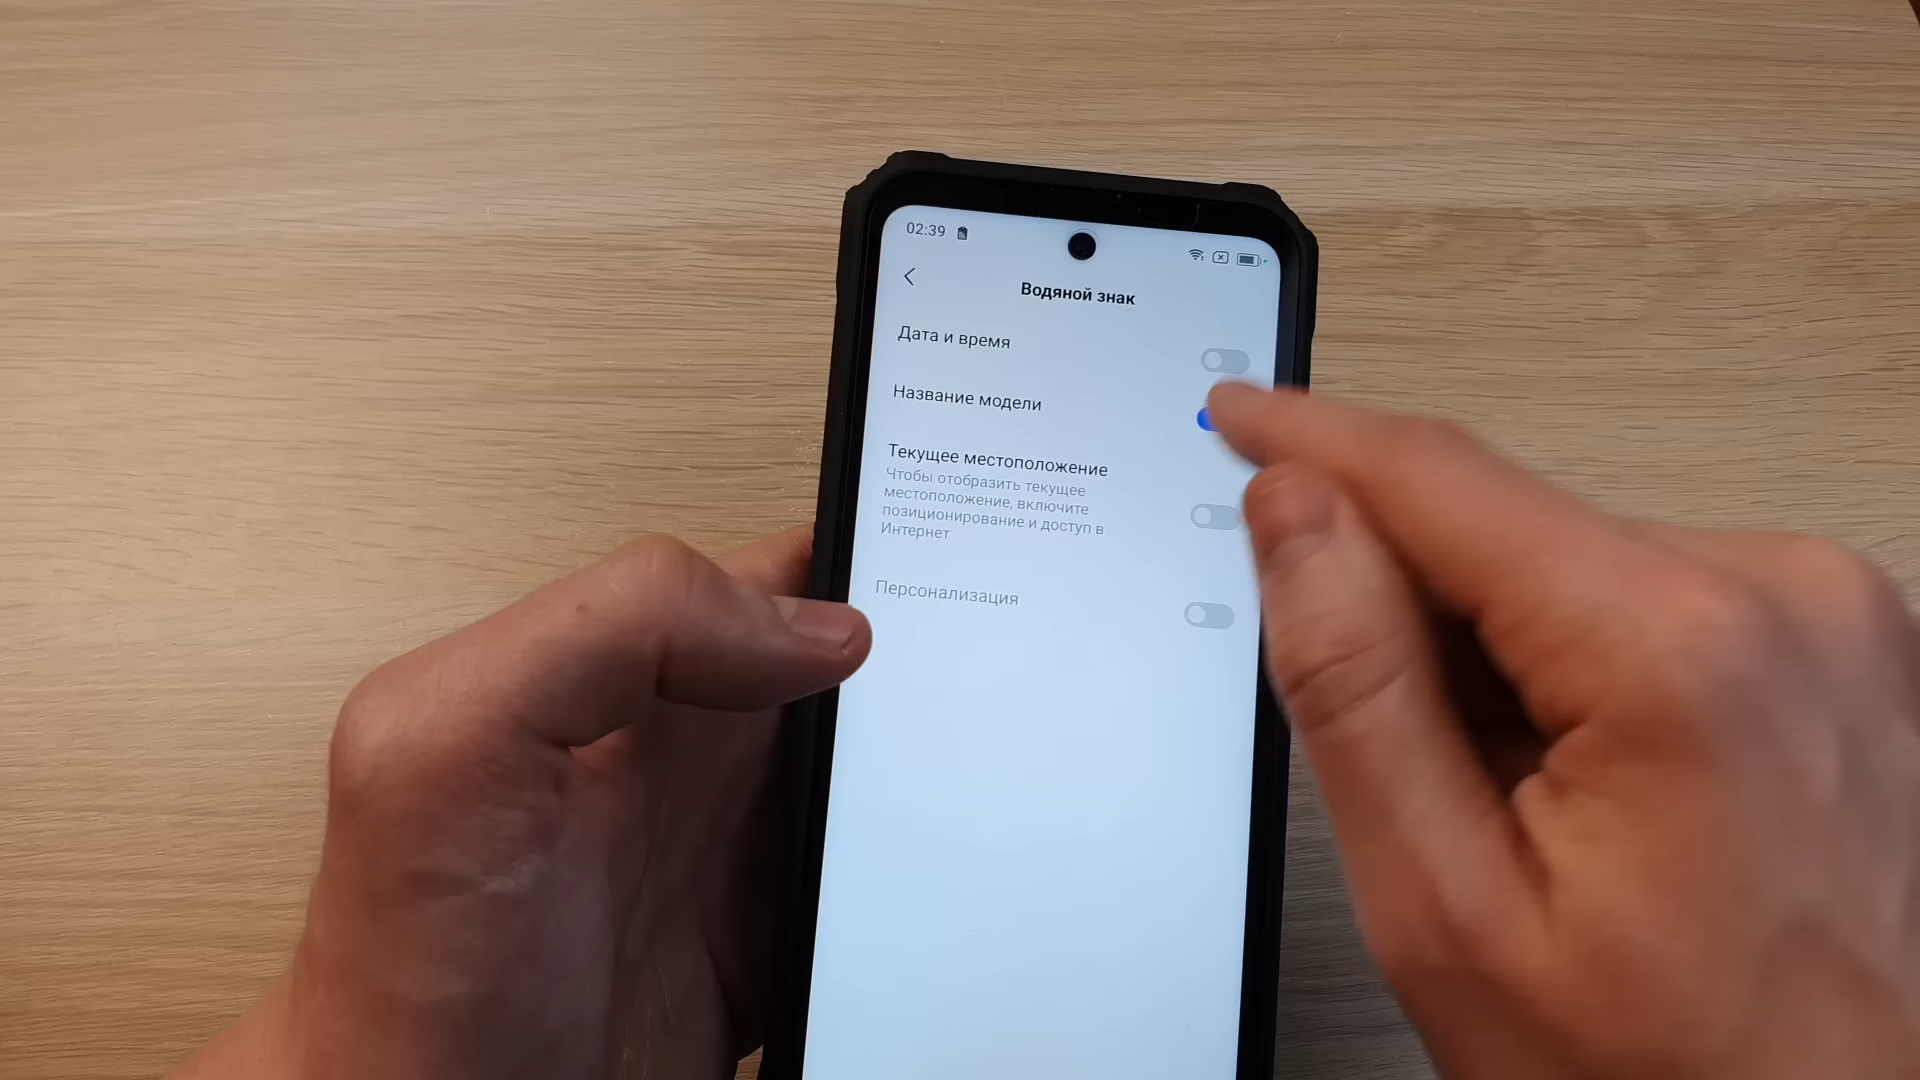 02:39
Водяной знак
Дата и время
Название модели
Текущее местоположение
Чтобы отобразить текущее
местоположение, включите
позиционирование и доступ в
Интернет
Персонализация